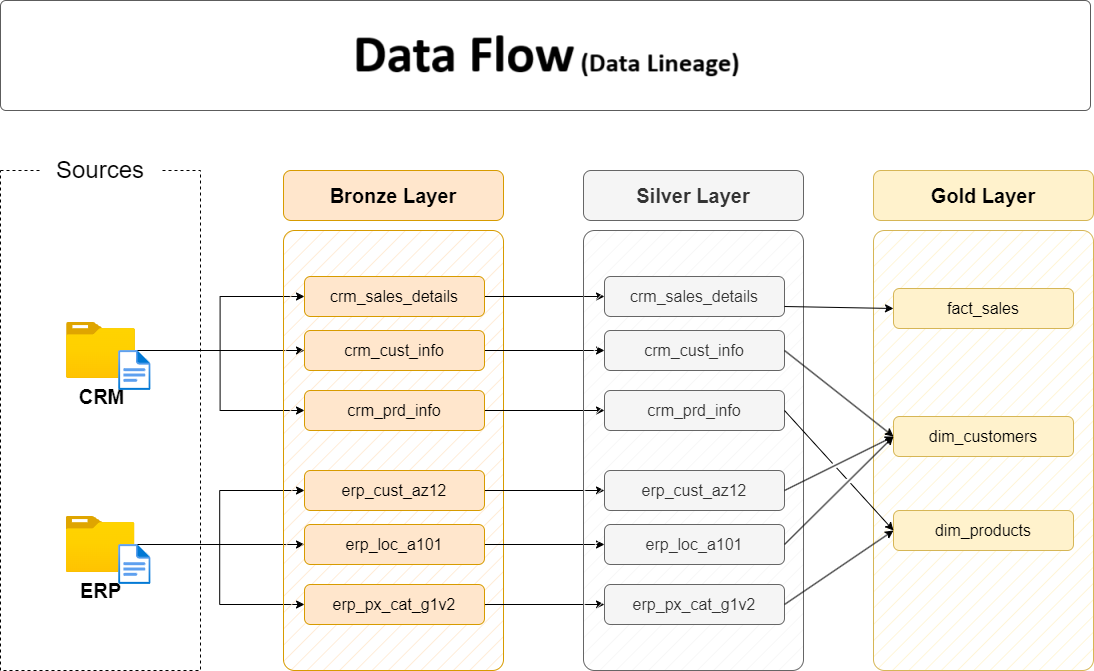 Data Flow (Data Lineage)
Sources
Bronze Layer
Silver Layer
Gold Layer
CRM
ERP
crm_sales_details
crm_cust_info
crm_prd_info
erp_cust_az12
erp_loc_a101
erp_px_cat_g1v2
crm_sales_details
crm_cust_info
crm_prd_info
erp_cust_az12
erp_loc_a101
erp_px_cat_g1v2
fact_sales
dim_customers
dim_products